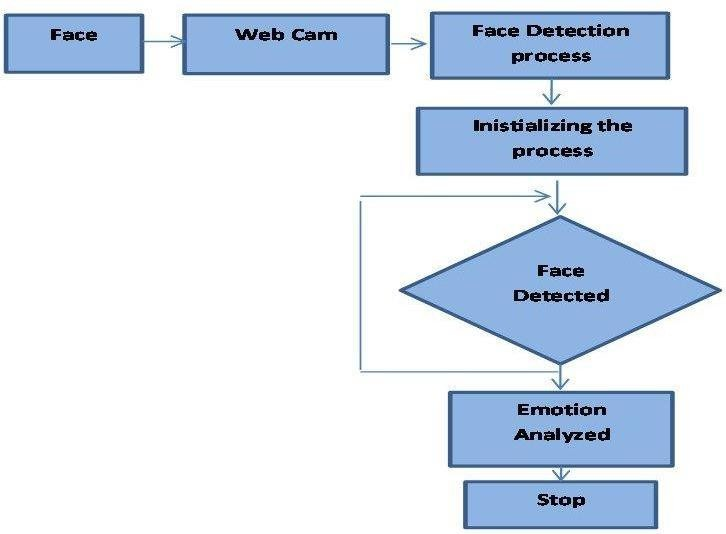 Face
Web Cam
Face Detection
process
Inistializing the
process
Face
Detected
Emotion
Analyzed
Stop